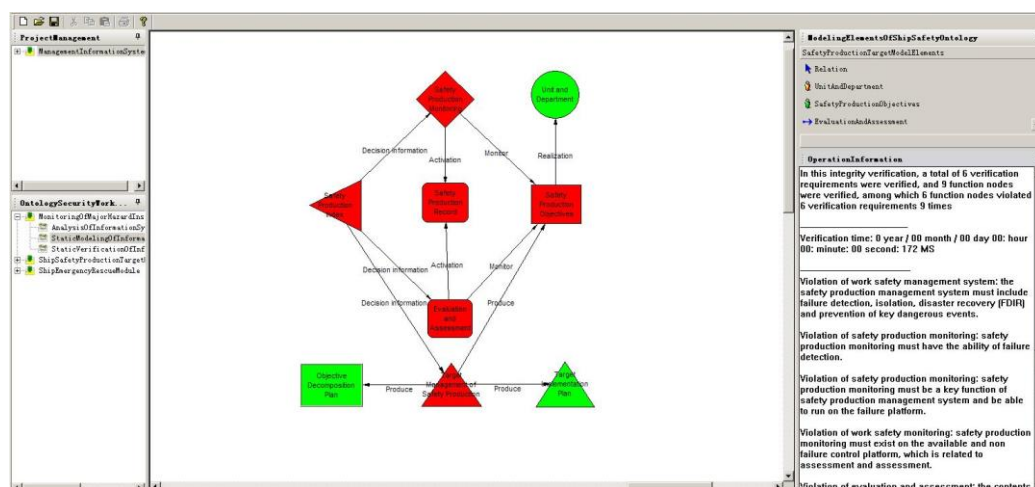 ProjectManagement
ManagementInformationSystem
OntologySecurityWork...
MonitoringOfMajorHazardIns
AnalysisOfInformationSy
StaticModelingOfInforma
StaticVerificationOfInf
ShipSafetyProductionTarget
ShipEmergencyRescueModule
Safety
Production
Monitoring
Unit and
Department
Decision information
Activation
Monitor
Realization
Safety
Production
Index
Safety
Production
Record
Safety
Production
Objectives
Decision information
Activation
Monitor
Decision information
Produce
Evaluation
and
Assessment
Objective
Decomposition
Plan
Produce
Target
Management of
Safety Production
Produce
Target
Implementation
Plan
ModelingElementsOfShipSafetyOntology
SafetyProductionTargetModelElements
Relation
UnitAndDepartment
SafetyProductionObjectives
EvaluationAndAssessment
OperationInformation
In this integrity verification, a total of 6 verification
requirements were verified, and 9 function nodes
were verified, among which 6 function nodes violated
6 verification requirements 9 times
Verification time: 0 year / 00 month / 00 day 00: hour
00: minute: 00 second: 172 MS
Violation of work safety management system: the
safety production management system must include
failure detection, isolation, disaster recovery (FDIR)
and prevention of key dangerous events.
Violation of safety production monitoring: safety
production monitoring must have the ability of failure
detection.
Violation of safety production monitoring: safety
production monitoring must be a key function of
safety production management system and be able
to run on the failure platform.
Violation of work safety monitoring: safety production
monitoring must exist on the available and non
failure control platform, which is related to
assessment and assessment.
Violation of evaluation and assessment: the contents